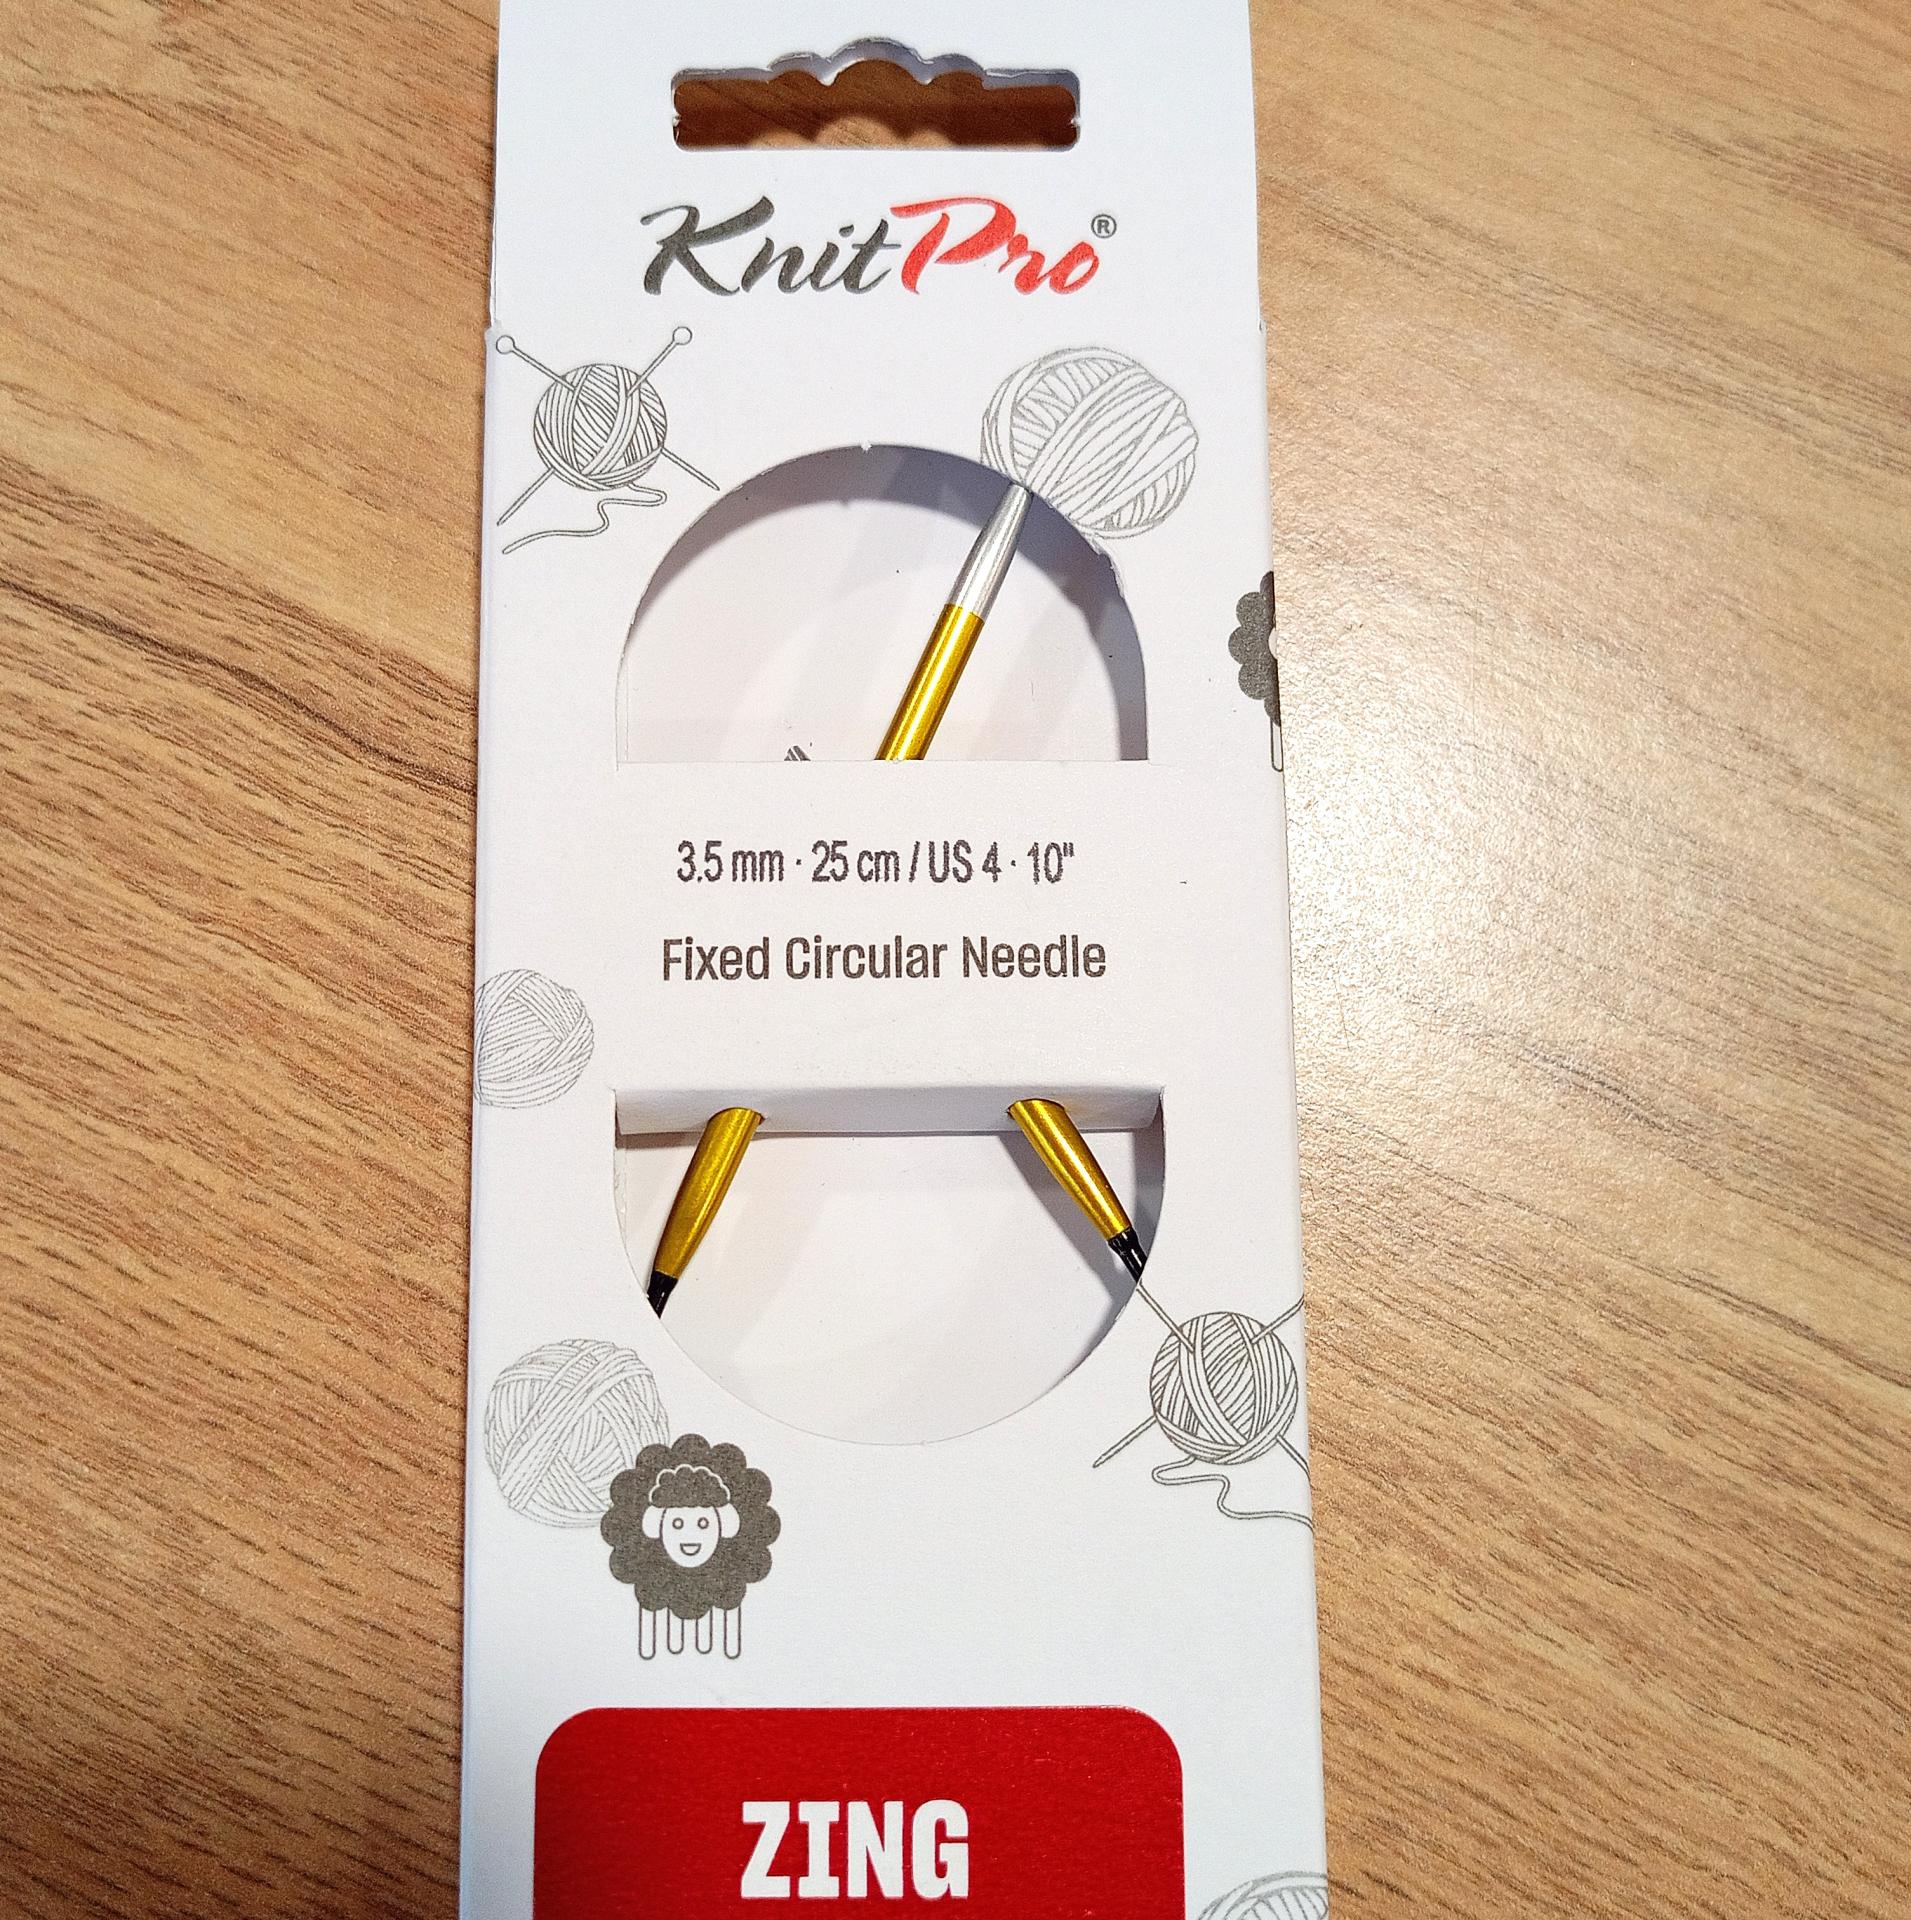 KnitPro®
3.5 mm · 25 cm / US 4 · 10"
Fixed Circular Needle
ZING